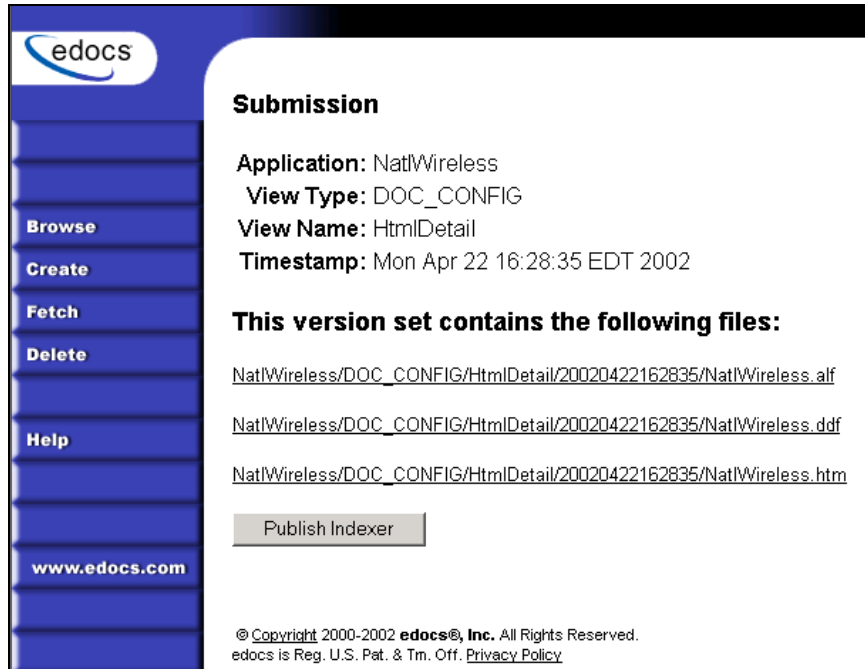 edocs
Submission
Application: NatlWireless
View Type: DOC_CONFIG
View Name: HtmlDetail
Timestamp: Mon Apr 22 16:28:35 EDT 2002
Browse
Create
Fetch
Delete
Help
www.edocs.com
This version set contains the following files:
NatlWireless/DOC_CONFIG/HtmlDetail/20020422162835/NatlWireless.alf
NatlWireless/DOC_CONFIG/HtmlDetail/20020422162835/NatlWireless.ddf
NatlWireless/DOC_CONFIG/HtmlDetail/20020422162835/NatlWireless.htm
Publish Indexer
© Copyright 2000-2002 edocs®, Inc. All Rights Reserved.
edocs is Reg. U.S. Pat. & Tm. Off. Privacy Policy